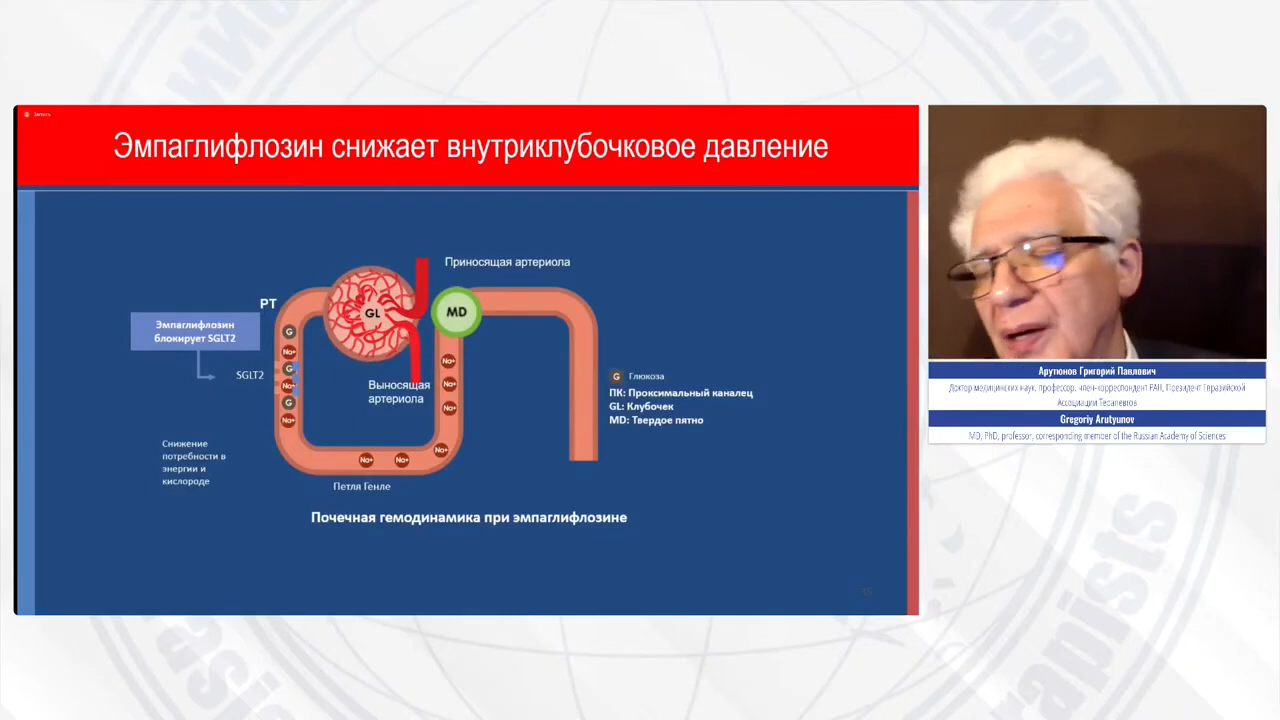 Запись
Эмпаглифлозин снижает внутриклубочковое давление
Приносящая артериола
PT
GL
MD
Эмпаглифлозин
блокирует SGLT2
G
Na+
G
Na+
G
Na+
SGLT2
Na+
Na+
Na+
Na+
Na+
Na+
Выносящая
артериола
G Глюкоза
ПК: Проксимальный каналец
GL: Клубочек
MD: Твердое пятно
Снижение
потребности в
энергии и
кислороде
Петля Генле
Почечная гемодинамика при эмпаглифлозине
15
Арутюнов Григорий Павлович
Доктор медицинских наук, профессор, член-корреспондент РАН, Президент Евразийской
Ассоциации Терапевтов
Gregoriy Arutyunov
MD, PhD, professor, corresponding member of the Russian Academy of Sciences
rapists